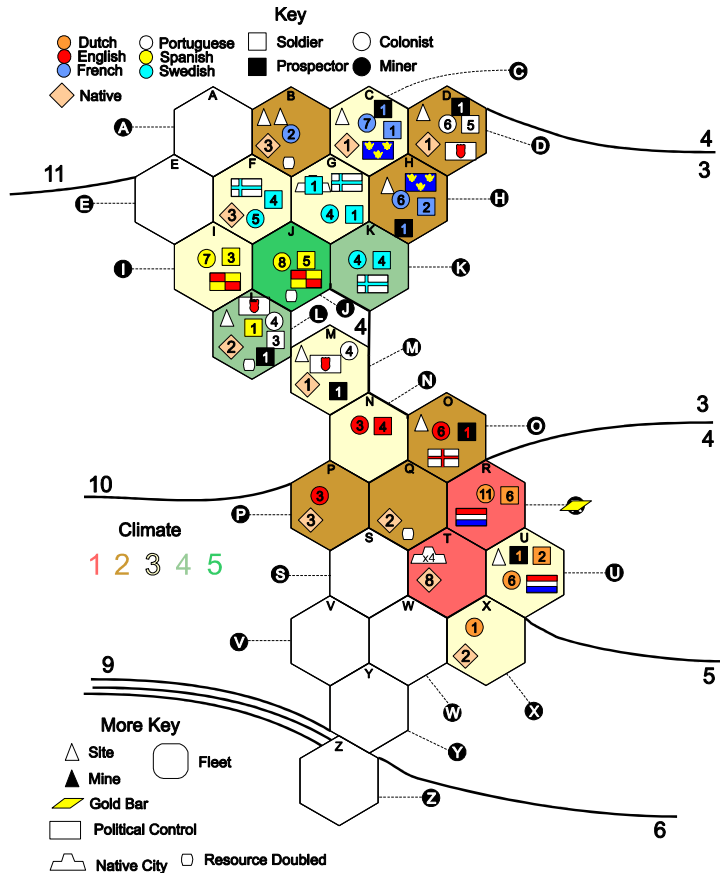 Key
Dutch
English
French
Native
Portuguese
Spanish
Swedish
Soldier
Prospector
Colonist
Miner
C
A
B
C
D
A
3
2
7
1
1
1
1
6
5
1
D
4
3
11
E
F
G
H
E
3
5
4
1
4
1
6
2
1
H
I
J
K
I
7
3
8
5
4
4
K
L
J
L
4
2
1
4
3
1
M
M
4
1
1
N
N
O
3
4
6
1
O
3
4
10
P
Q
R
P
3
3
2
11
6
Climate
1 2 3 4 5
S
T
U
S
x4
8
1
2
6
U
V
W
X
V
1
2
5
9
Y
W
X
Y
Z
Z
6
More Key
Site
Mine
Gold Bar
Political Control
Native City
Fleet
Resource Doubled